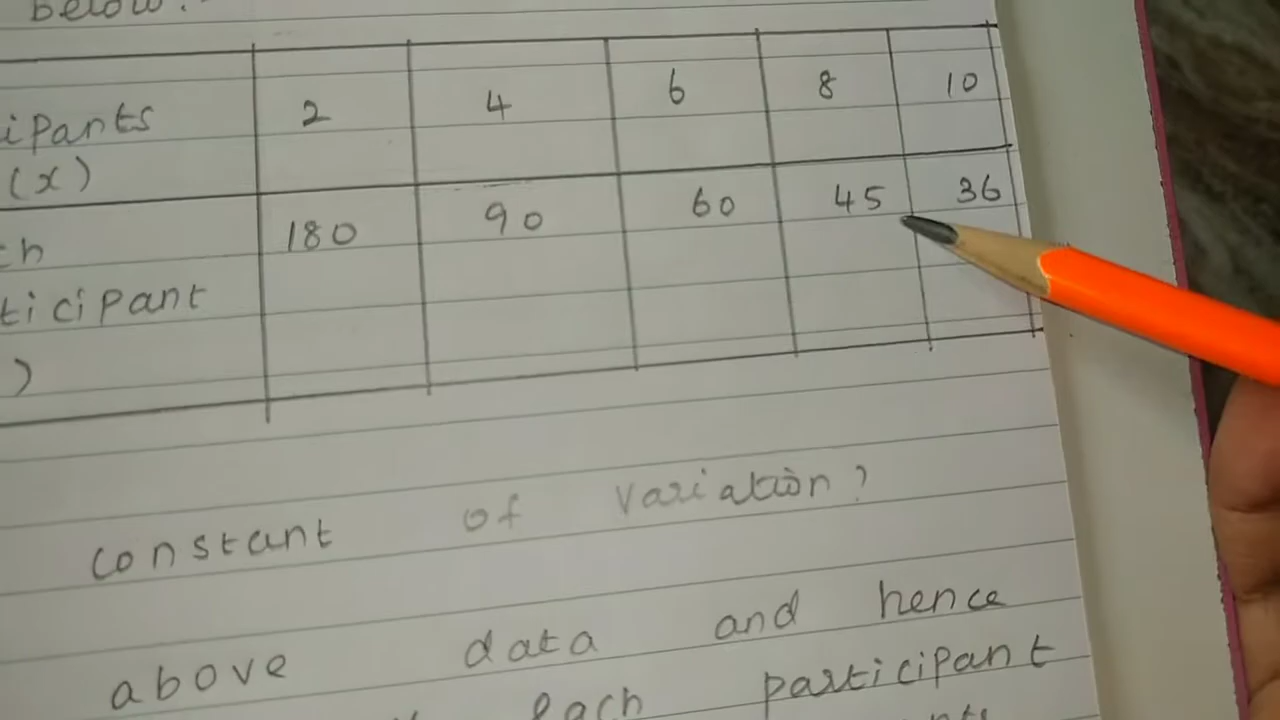 below.
ipants 2 4 6 8 10
(x)
ch 180 90 60 45 36
ticipant
)
constant of variation?
above data and hence
each participant